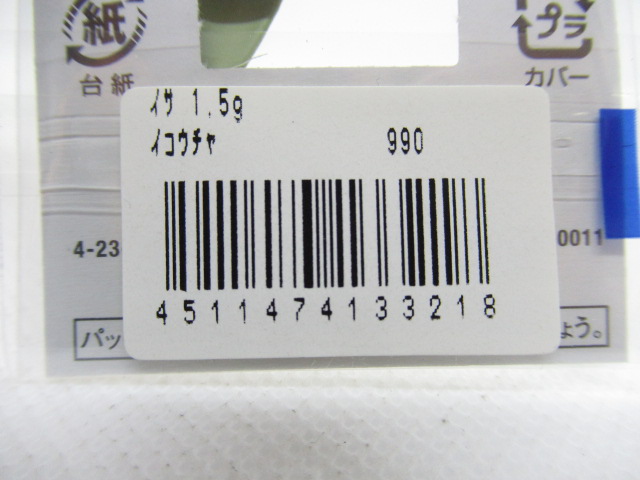 紙
プラ
台紙
カバー
イサ 1.5g
イコウチャ 990
4-23
0011
4511474133218
パッ
ょう。